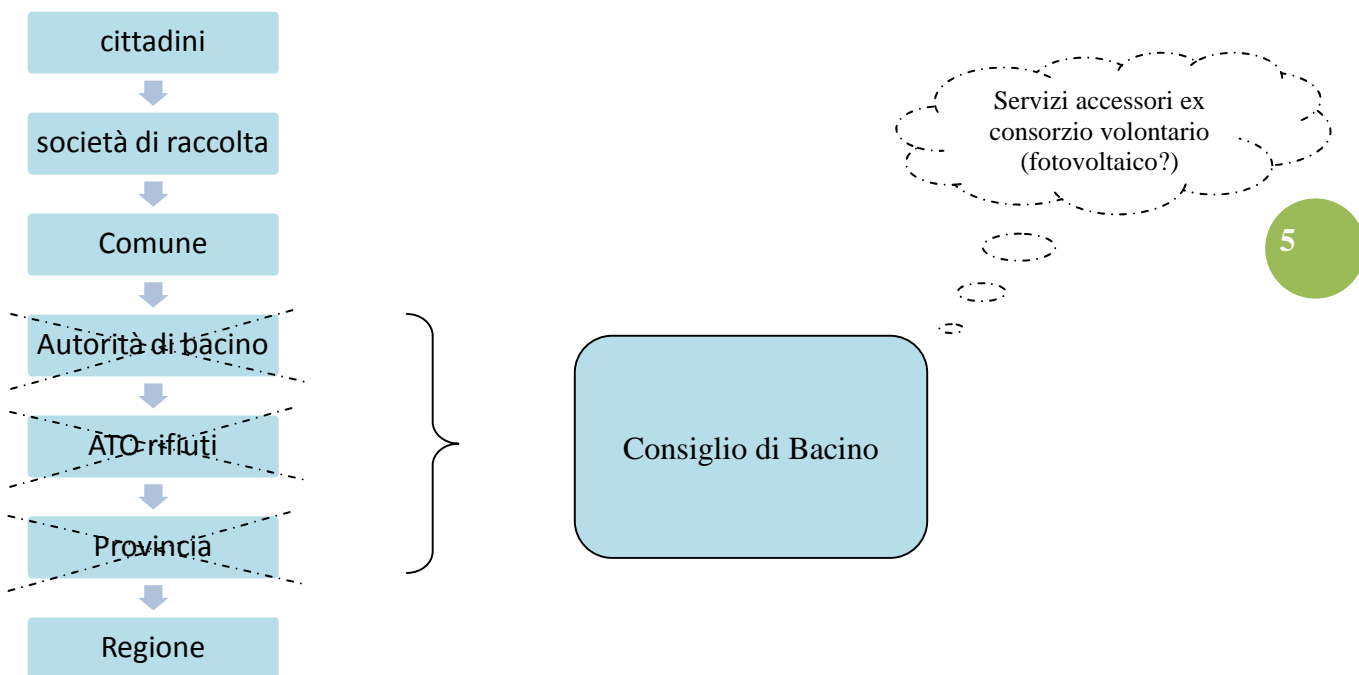 cittadini
società di raccolta
Comune
Autorità di bacino
ATO rifiuti
Provincia
Regione
Consiglio di Bacino
Servizi accessori ex
consorzio volontario
(fotovoltaico?)
5